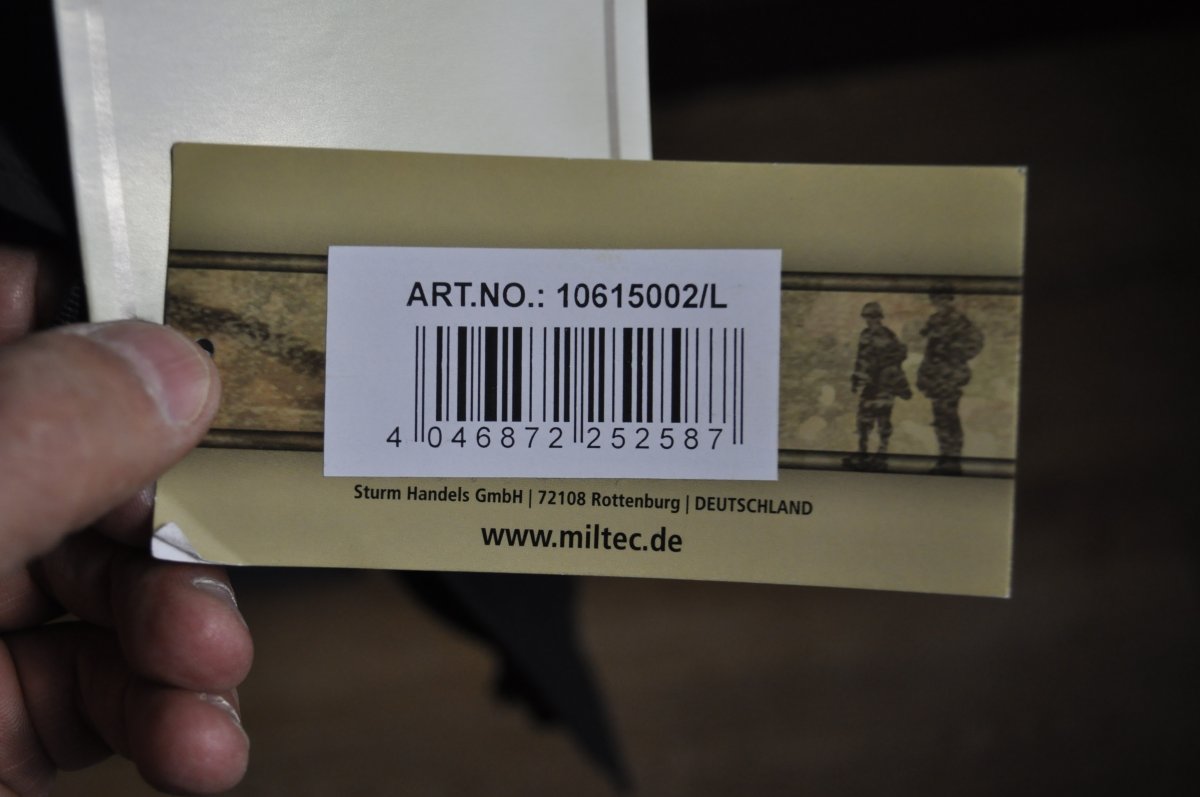 ART.NO.: 10615002/L
4 046872 252587
Sturm Handels GmbH | 72108 Rottenburg | DEUTSCHLAND
www.miltec.de